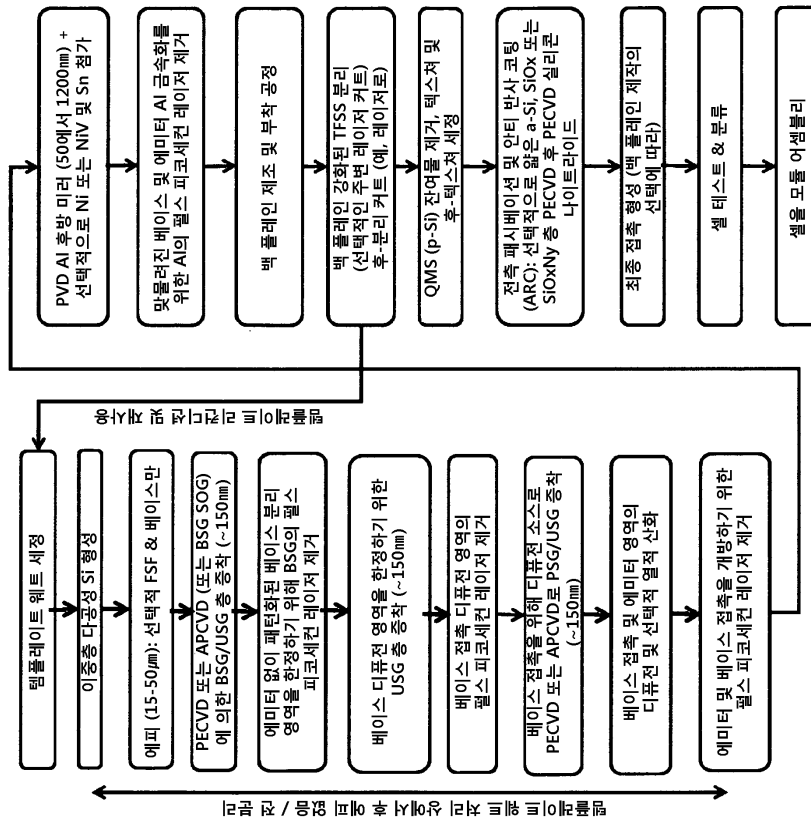 템플레이트 웨트 세정
이중층 다공성 Si 형성
에피 (15-50㎛): 선택적 FSF & 베이스만
PECVD 또는 APCVD (또는 BSG SOG)
에 의한 BSG/USG 층 증착 (~150㎚)
에미터 없이 패턴화된 베이스 분리
영역을 한정하기 위해 BSG의 펄스
피코세컨 레이저 제거
베이스 디퓨전 영역을 한정하기 위한
USG 층 증착 (~150㎚)
베이스 접촉 디퓨전 영역의
펄스 피코세컨 레이저 제거
베이스 접촉을 위해 디퓨전 소스로
PECVD 또는 APCVD로 PSG/USG 증착
(~150㎚)
베이스 접촉 및 에미터 영역의
디퓨전 및 선택적 열적 산화
에미터 및 베이스 접촉을 개방하기 위한
펄스 피코세컨 레이저 제거
템플레이트 웨트 처리 상에서 후 에피 없음 / 전 분리
템플레이트 리컨디션 및 재사용
PVD Al 후방 미러 (50에서 1200nm) +
선택적으로 Ni 또는 NiV 및 Sn 첨가
맞물려진 베이스 및 에미터 Al 금속화를
위한 Al의 펄스 피코세컨 레이저 제거
백 플레인 제조 및 부착 공정
백 플레인 강화된 TFSS 분리
(선택적인 주변 레이저 커트)
후-분리 커트 (예, 레이저로)
QMS (p-Si) 잔여물 제거, 텍스쳐 및
후-텍스쳐 세정
전측 패시베이션 및 안티 반사 코팅
(ARC): 선택적으로 얇은 a-Si, SiOx 또는
SiOxNy 층 PECVD 후 PECVD 실리콘
나이트라이드
최종 접촉 형성 (백 플레인 제작의
선택에 따라)
셀 테스트 & 분류
셀을 모듈 어셈블리